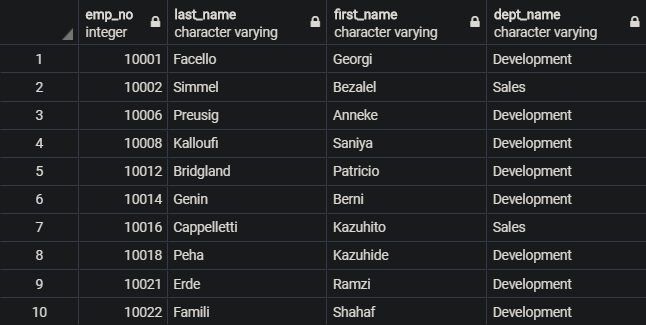 emp_no last_name first_name dept_name
integer character varying character varying character varying
1 10001 Facello Georgi Development
2 10002 Simmel Bezalel Sales
3 10006 Preusig Anneke Development
4 10008 Kalloufi Saniya Development
5 10012 Bridgland Patricio Development
6 10014 Genin Berni Development
7 10016 Cappelletti Kazuhito Sales
8 10018 Peha Kazuhide Development
9 10021 Erde Ramzi Development
10 10022 Famili Shahaf Development